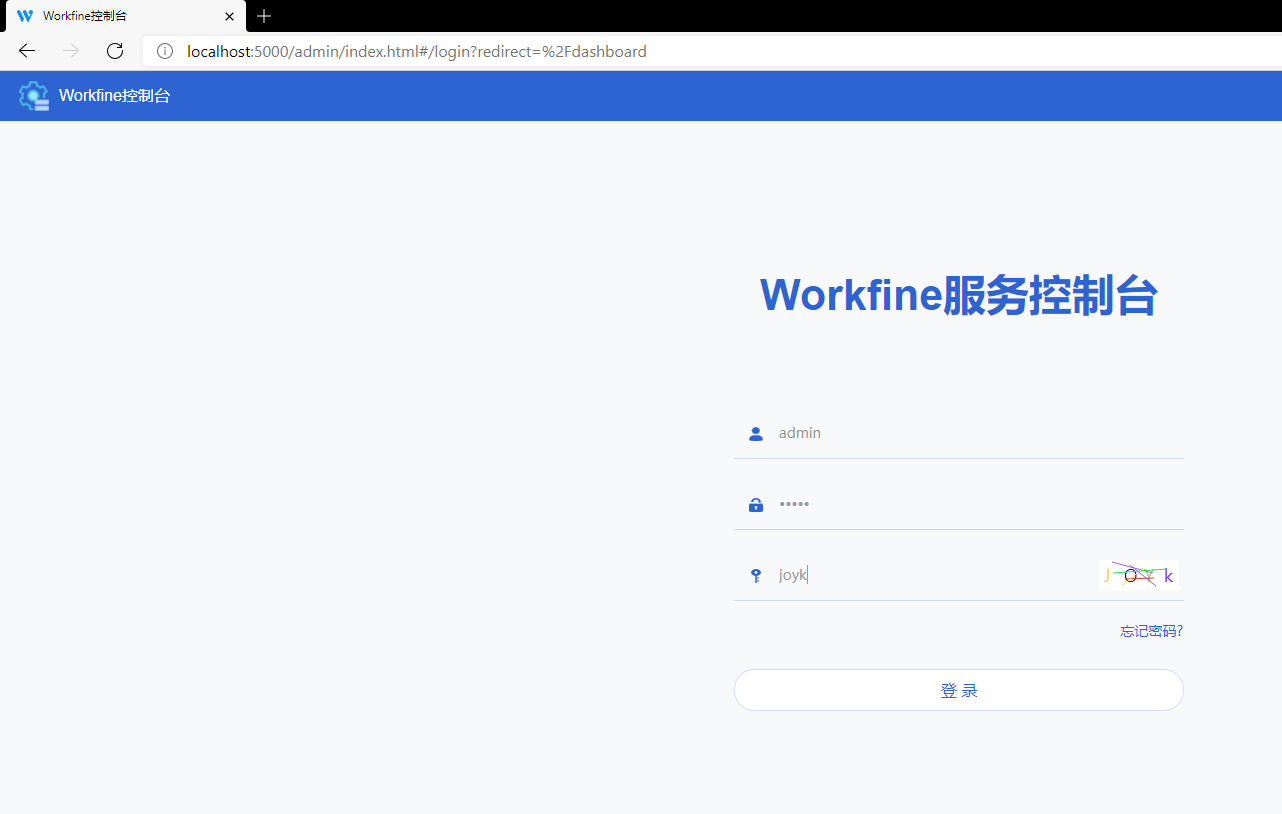 Workfine控制台
localhost:5000/admin/index.html#/login?redirect=%2Fdashboard
Workfine控制台
Workfine服务控制台
admin
•••••
joyk
J O Y k
忘记密码?
登 录